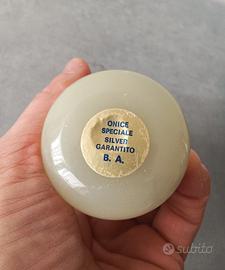 ONICE
SPECIALE
SILVER
GARANTITO
B. A.
subito